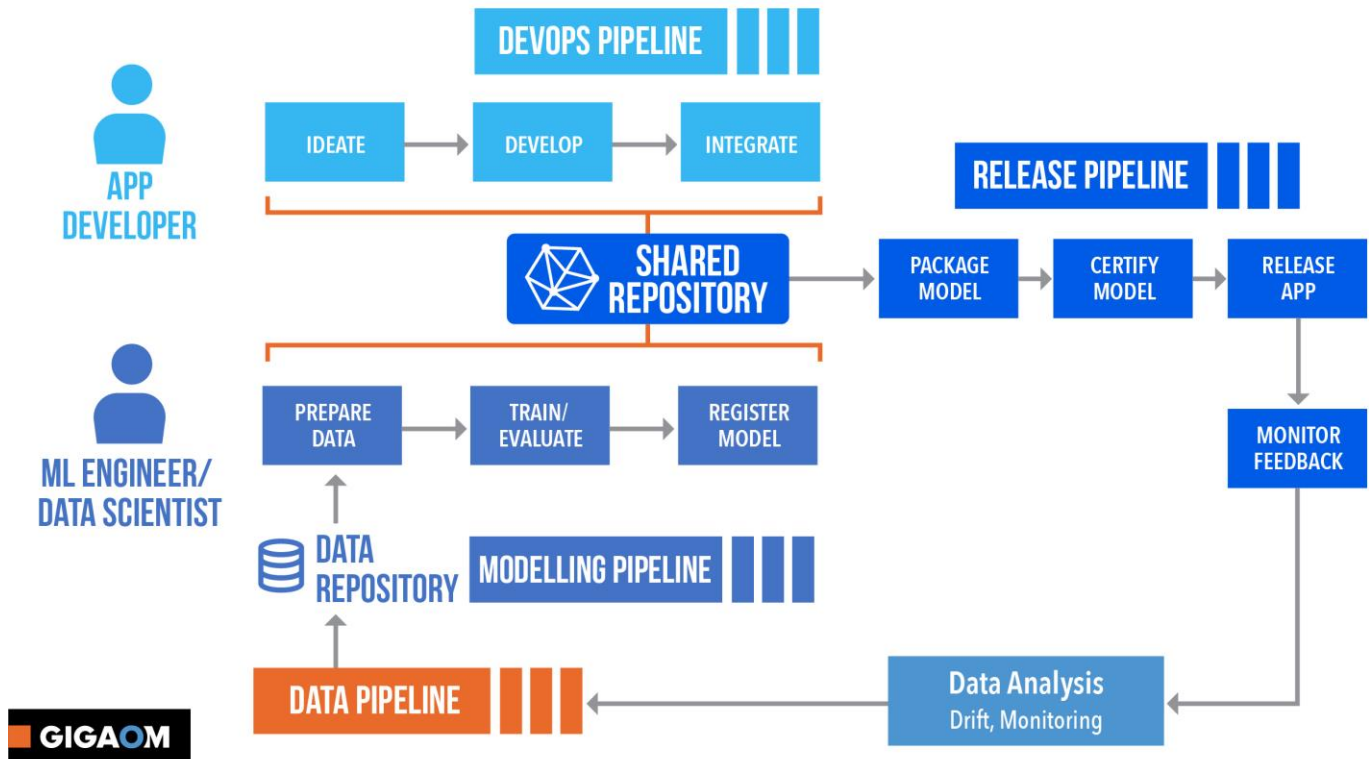 DEVOPS PIPELINE
APP
DEVELOPER
IDEATE
DEVELOP
INTEGRATE
RELEASE PIPELINE
SHARED
REPOSITORY
PACKAGE
MODEL
CERTIFY
MODEL
RELEASE
APP
ML ENGINEER/
DATA SCIENTIST
PREPARE
DATA
TRAIN/
EVALUATE
REGISTER
MODEL
MONITOR
FEEDBACK
DATA
REPOSITORY
MODELLING PIPELINE
DATA PIPELINE
Data Analysis
Drift, Monitoring
GIGAOM